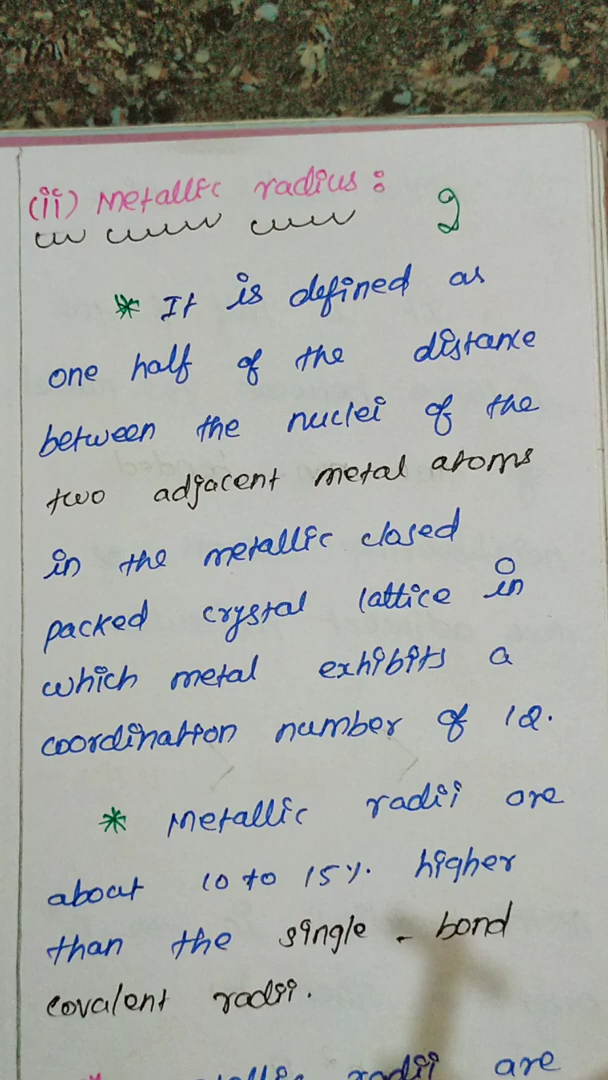 (ii) Metallic radius :
2
* It is defined as
one half of the distance
between the nuclei of the
two adjacent metal atoms
in the metallic closed
packed crystal lattice in
which metal exhibits a
coordination number of 12.
* Metallic radii are
about 10 to 15%. higher
than the single - bond
covalent radii.
radii are